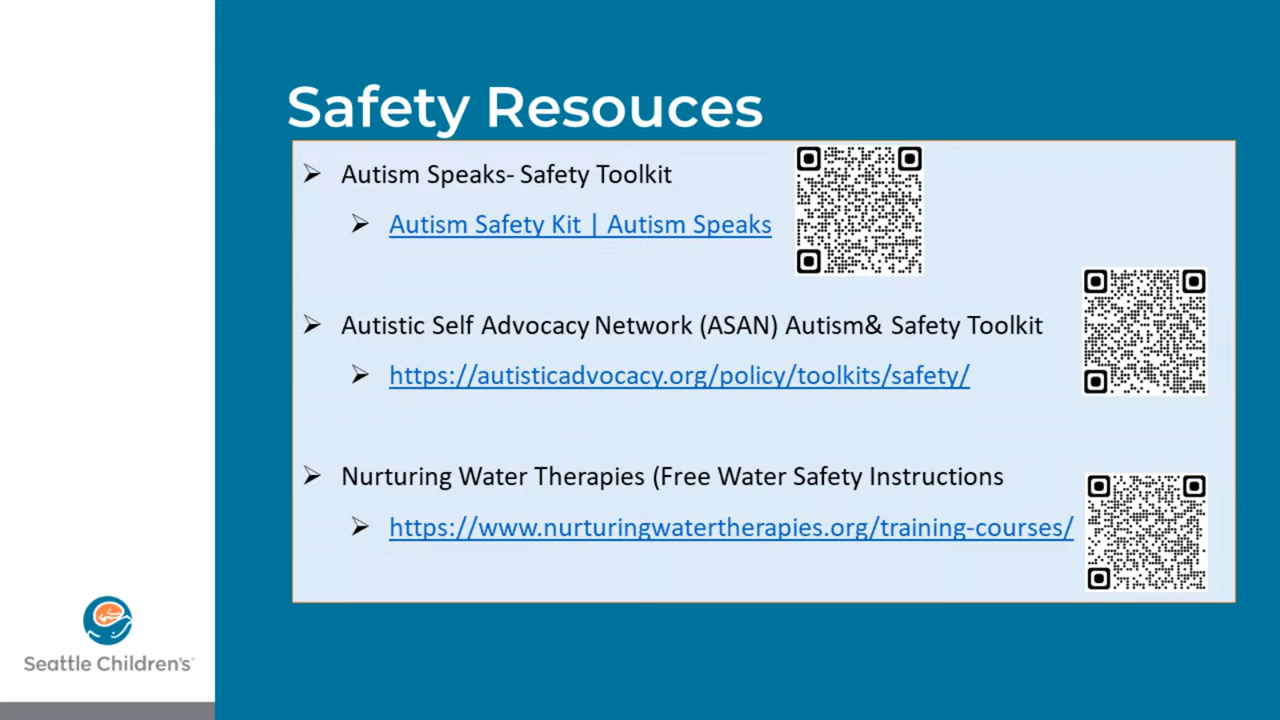 Safety Resouces
Autism Speaks- Safety Toolkit
Autism Safety Kit | Autism Speaks
Autistic Self Advocacy Network (ASAN) Autism& Safety Toolkit
https://autisticadvocacy.org/policy/toolkits/safety/
Nurturing Water Therapies (Free Water Safety Instructions
https://www.nurturingwatertherapies.org/training-courses/
Seattle Children's®